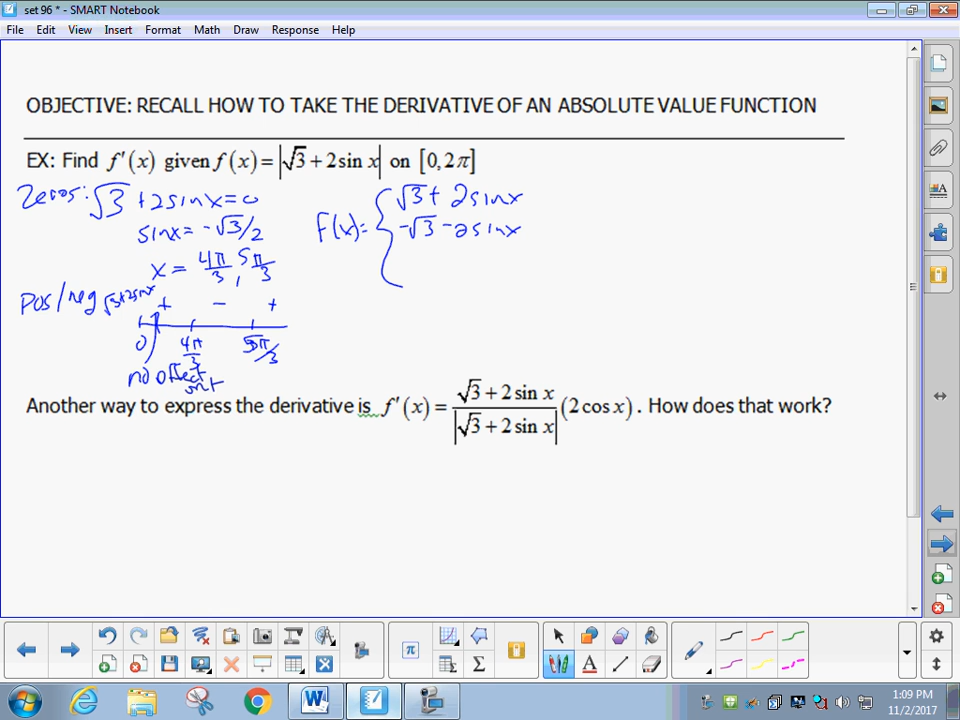 set 96 * - SMART Notebook
File Edit View Insert Format Math Draw Response Help
OBJECTIVE: RECALL HOW TO TAKE THE DERIVATIVE OF AN ABSOLUTE VALUE FUNCTION
EX: Find f′(x) given f(x) = |√3 + 2sin x| on [0, 2π]
Zeros: √3 + 2sinx = 0
sinx = -√3/2
x = 4π/3, 5π/3
f(x) = { √3 + 2sinx
-√3 - 2sinx
Pos/neg √3+2sinx + - +
0 4π/3 5π/3
no effect
Another way to express the derivative is f′(x) = (√3 + 2 sin x)/|√3 + 2 sin x| (2 cos x). How does that work?
1:09 PM
11/2/2017